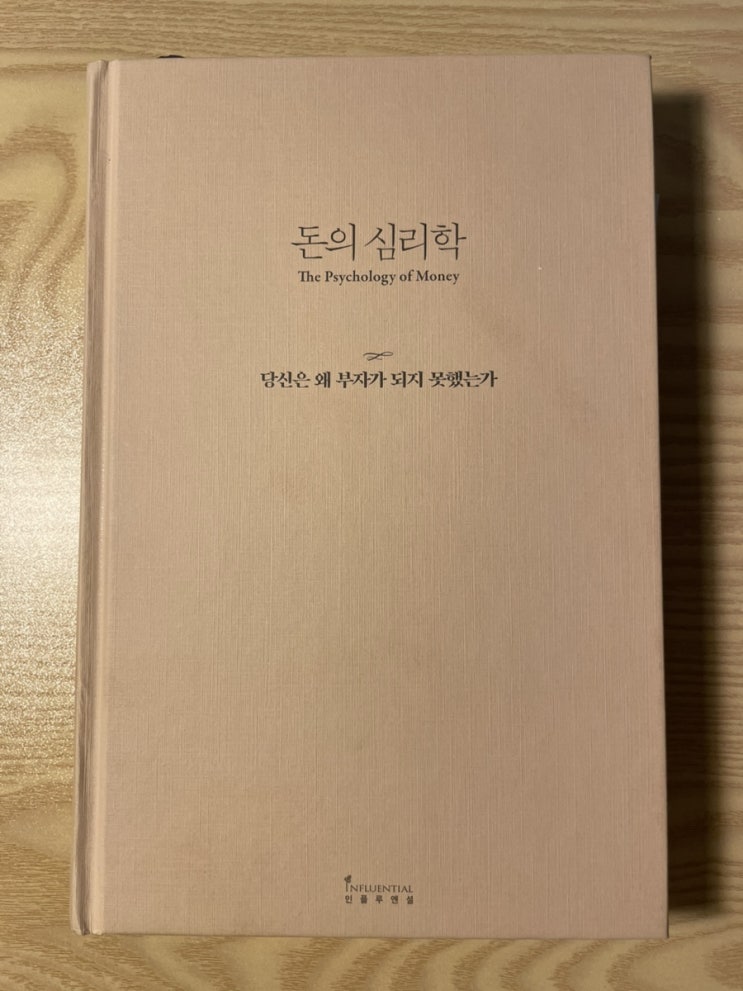 돈의 심리학
The Psychology of Money
당신은 왜 부자가 되지 못했는가
INFLUENTIAL
인플루엔셜